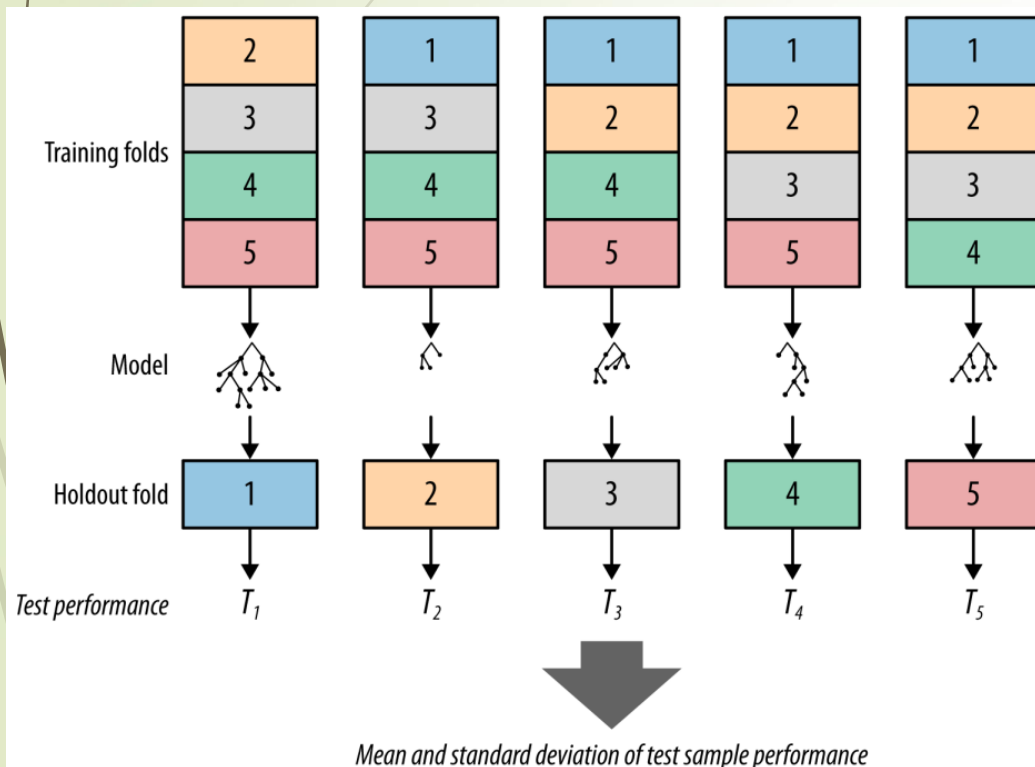 2 1 1 1 1
3 3 2 2 2
Training folds
4 4 4 3 3
5 5 5 5 4
Model
Holdout fold 1 2 3 4 5
Test performance T₁ T₂ T₃ T₄ T₅
Mean and standard deviation of test sample performance